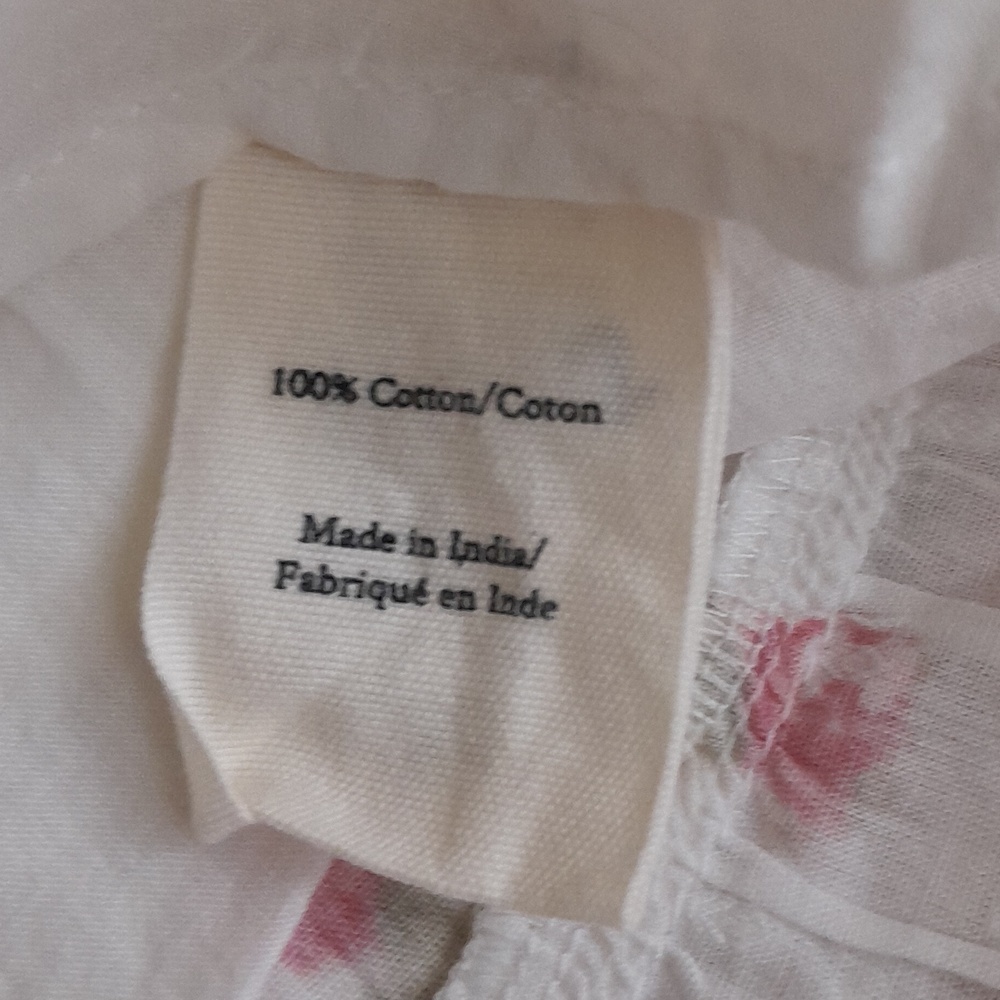 100% Cotton/Coton
Made in India/
Fabriqué en Inde